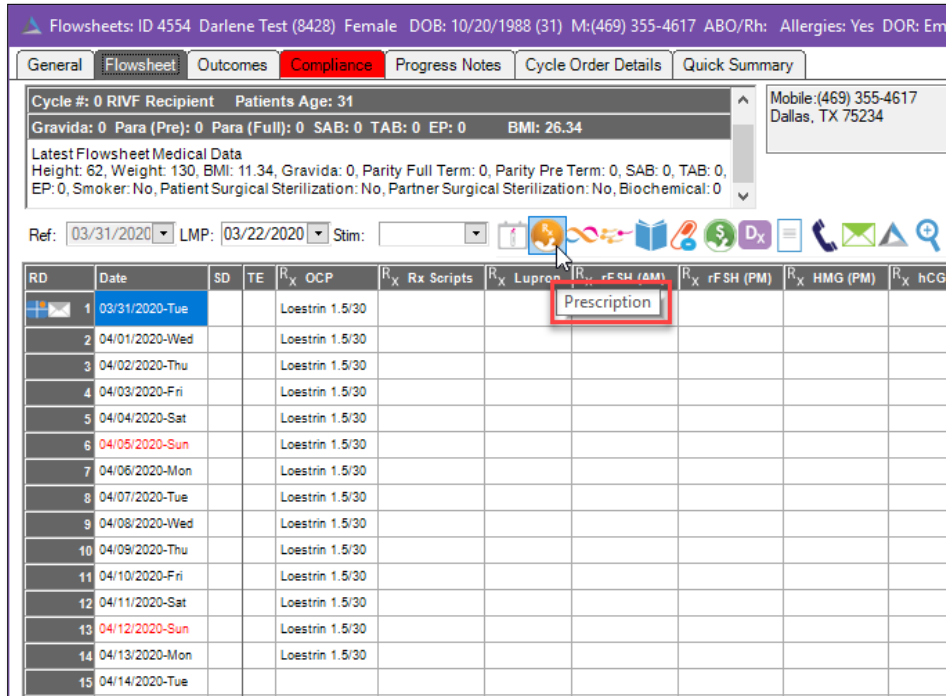 Flowsheets: ID 4554 Darlene Test (8428) Female DOB: 10/20/1988 (31) M:(469) 355-4617 ABO/Rh: Allergies: Yes DOR: Em
General Flowsheet Outcomes Compliance Progress Notes Cycle Order Details Quick Summary
Cycle #: 0 RIVF Recipient Patients Age: 31
Gravida: 0 Para (Pre): 0 Para (Full): 0 SAB: 0 TAB: 0 EP: 0 BMI: 26.34
Latest Flowsheet Medical Data
Height: 62, Weight: 130, BMI: 11.34, Gravida: 0, Parity Full Term: 0, Parity Pre Term: 0, SAB: 0, TAB: 0,
EP: 0, Smoker: No, Patient Surgical Sterilization: No, Partner Surgical Sterilization: No, Biochemical: 0
Mobile:(469) 355-4617
Dallas, TX 75234
Ref: 03/31/2020 LMP: 03/22/2020 Stim: $ Dx
RD Date SD TE Rx OCP Rx Rx Scripts Rx Lupron Rx rFSH (AM) Rx rFSH (PM) Rx HMG (PM) Rx hCG
Prescription
1 03/31/2020-Tue Loestrin 1.5/30
2 04/01/2020-Wed Loestrin 1.5/30
3 04/02/2020-Thu Loestrin 1.5/30
4 04/03/2020-Fri Loestrin 1.5/30
5 04/04/2020-Sat Loestrin 1.5/30
6 04/05/2020-Sun Loestrin 1.5/30
7 04/06/2020-Mon Loestrin 1.5/30
8 04/07/2020-Tue Loestrin 1.5/30
9 04/08/2020-Wed Loestrin 1.5/30
10 04/09/2020-Thu Loestrin 1.5/30
11 04/10/2020-Fri Loestrin 1.5/30
12 04/11/2020-Sat Loestrin 1.5/30
13 04/12/2020-Sun Loestrin 1.5/30
14 04/13/2020-Mon Loestrin 1.5/30
15 04/14/2020-Tue